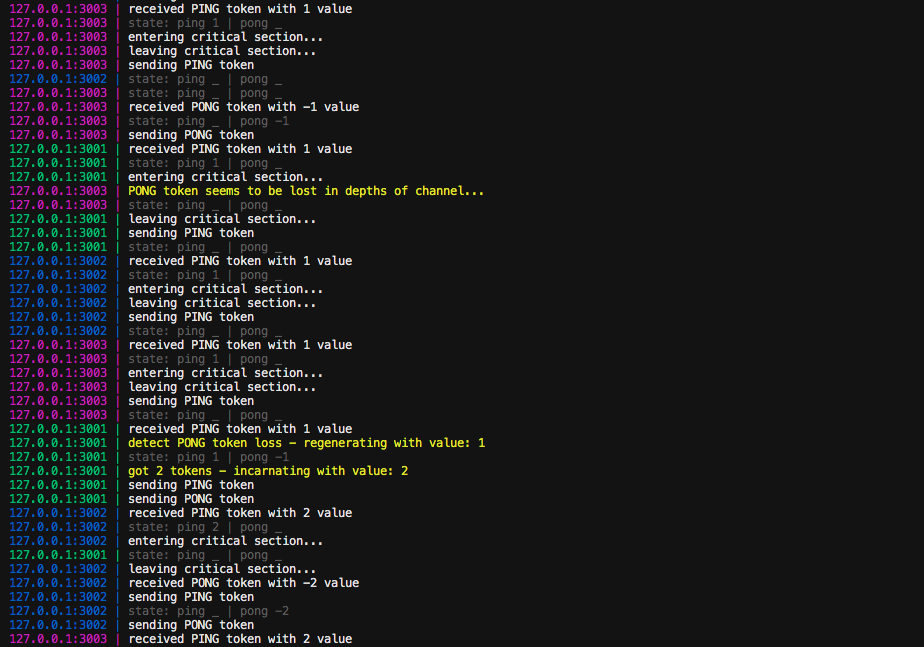 127.0.0.1:3003 | received PING token with 1 value
127.0.0.1:3003 | state: ping 1 | pong _
127.0.0.1:3003 | entering critical section...
127.0.0.1:3003 | leaving critical section...
127.0.0.1:3003 | sending PING token
127.0.0.1:3002 | state: ping _ | pong _
127.0.0.1:3003 | state: ping _ | pong _
127.0.0.1:3003 | received PONG token with -1 value
127.0.0.1:3003 | state: ping _ | pong -1
127.0.0.1:3003 | sending PONG token
127.0.0.1:3001 | received PING token with 1 value
127.0.0.1:3001 | state: ping 1 | pong _
127.0.0.1:3001 | entering critical section...
127.0.0.1:3003 | PONG token seems to be lost in depths of channel...
127.0.0.1:3003 | state: ping _ | pong _
127.0.0.1:3001 | leaving critical section...
127.0.0.1:3001 | sending PING token
127.0.0.1:3001 | state: ping _ | pong _
127.0.0.1:3002 | received PING token with 1 value
127.0.0.1:3002 | state: ping 1 | pong _
127.0.0.1:3002 | entering critical section...
127.0.0.1:3002 | leaving critical section...
127.0.0.1:3002 | sending PING token
127.0.0.1:3002 | state: ping _ | pong _
127.0.0.1:3003 | received PING token with 1 value
127.0.0.1:3003 | state: ping 1 | pong _
127.0.0.1:3003 | entering critical section...
127.0.0.1:3003 | leaving critical section...
127.0.0.1:3003 | sending PING token
127.0.0.1:3003 | state: ping _ | pong _
127.0.0.1:3001 | received PING token with 1 value
127.0.0.1:3001 | detect PONG token loss - regenerating with value: 1
127.0.0.1:3001 | state: ping 1 | pong -1
127.0.0.1:3001 | got 2 tokens - incarnating with value: 2
127.0.0.1:3001 | sending PING token
127.0.0.1:3001 | sending PONG token
127.0.0.1:3002 | received PING token with 2 value
127.0.0.1:3002 | state: ping 2 | pong _
127.0.0.1:3002 | entering critical section...
127.0.0.1:3001 | state: ping _ | pong _
127.0.0.1:3002 | leaving critical section...
127.0.0.1:3002 | received PONG token with -2 value
127.0.0.1:3002 | sending PING token
127.0.0.1:3002 | state: ping _ | pong -2
127.0.0.1:3002 | sending PONG token
127.0.0.1:3003 | received PING token with 2 value